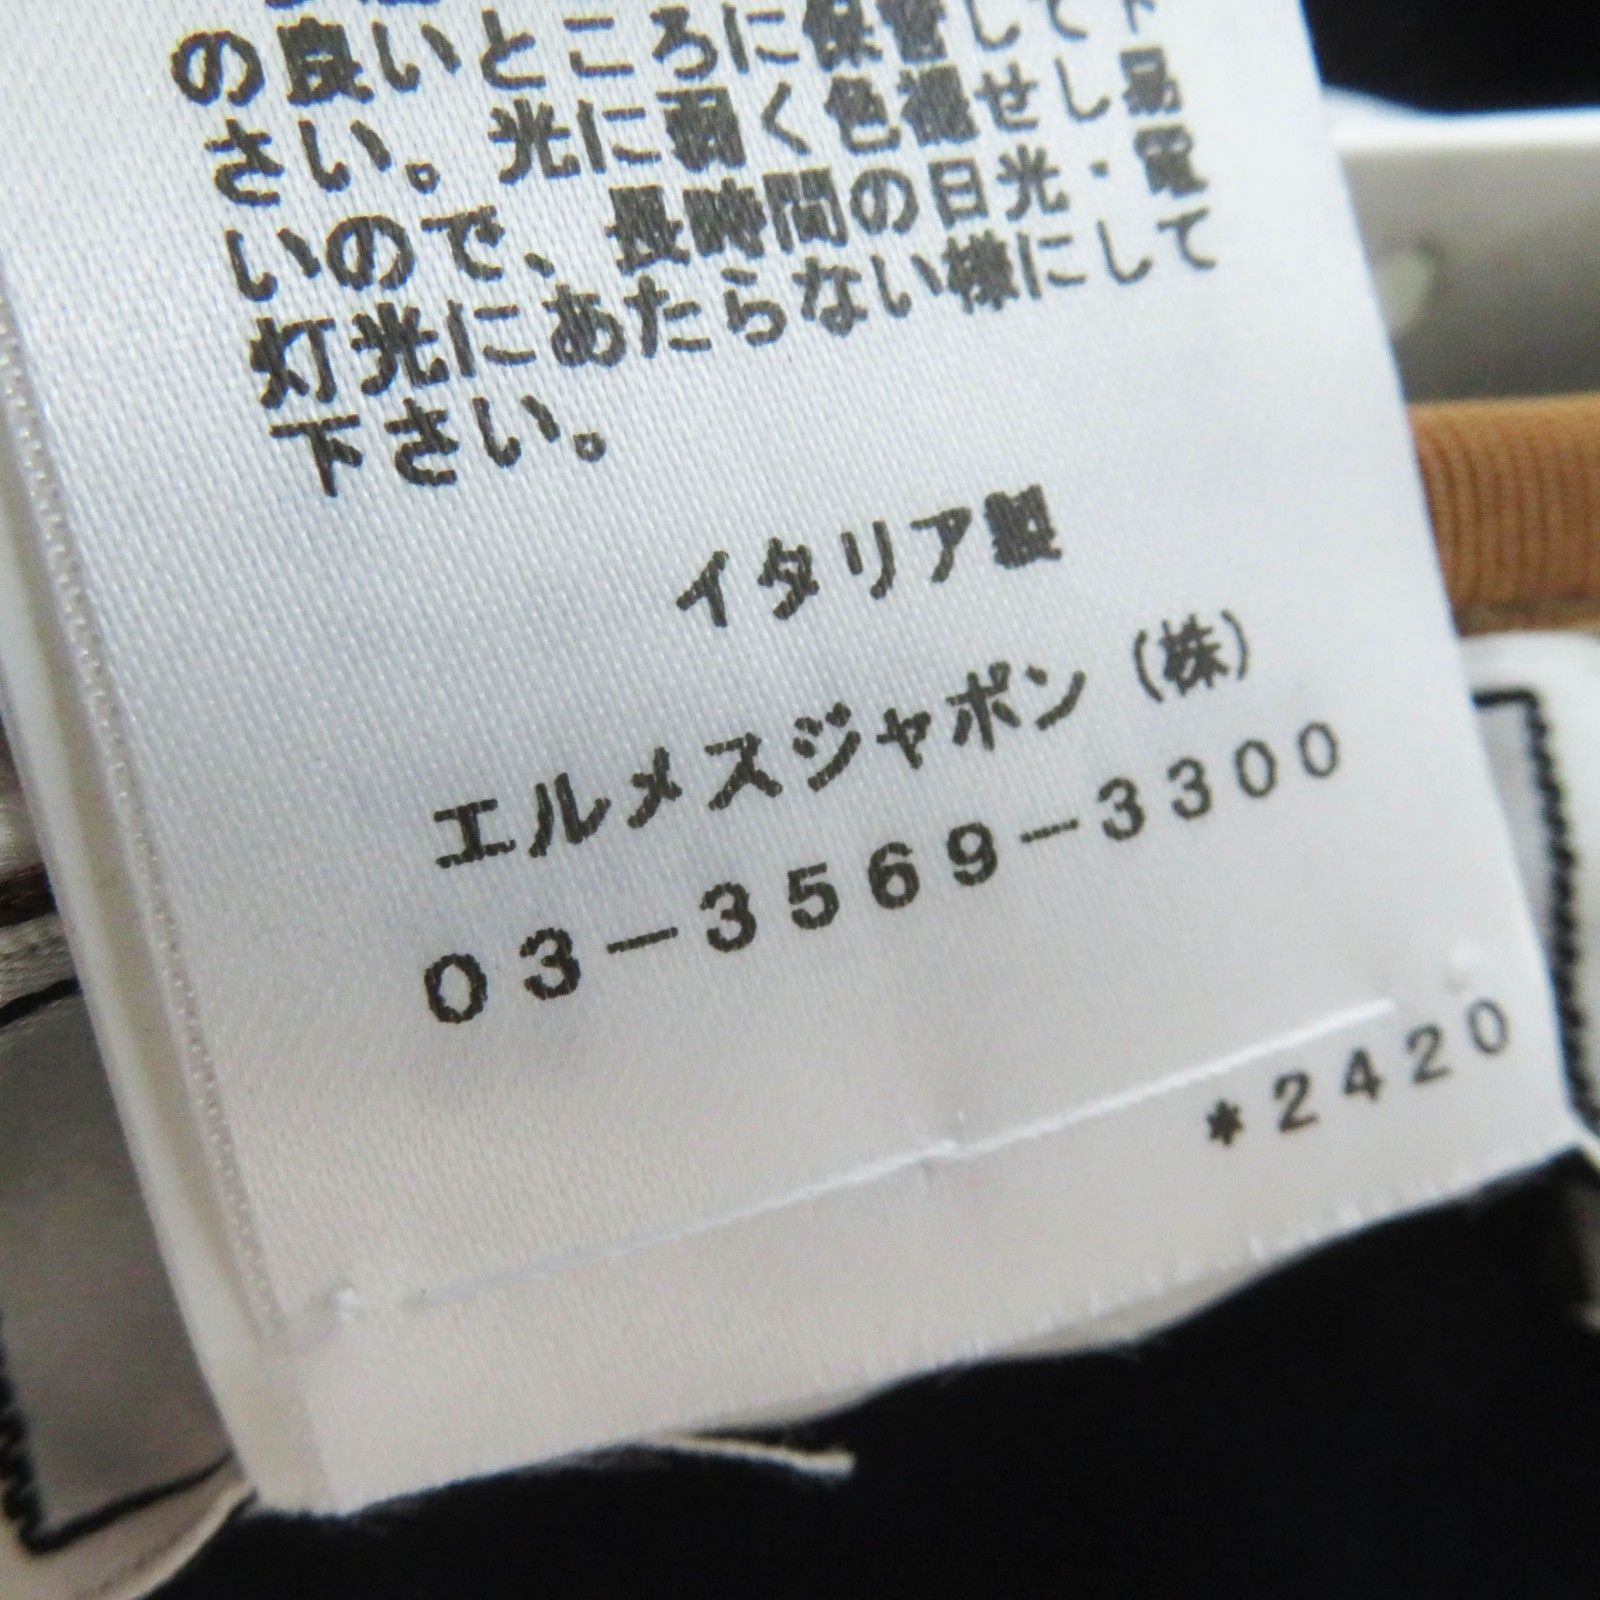 の良いところに保管して下
さい。光に弱く色褪せし易
いので、長時間の日光・電
灯光にあたらない様にして
下さい。
イタリア製
エルメスジャポン（株）
03-3569-3300
*2420